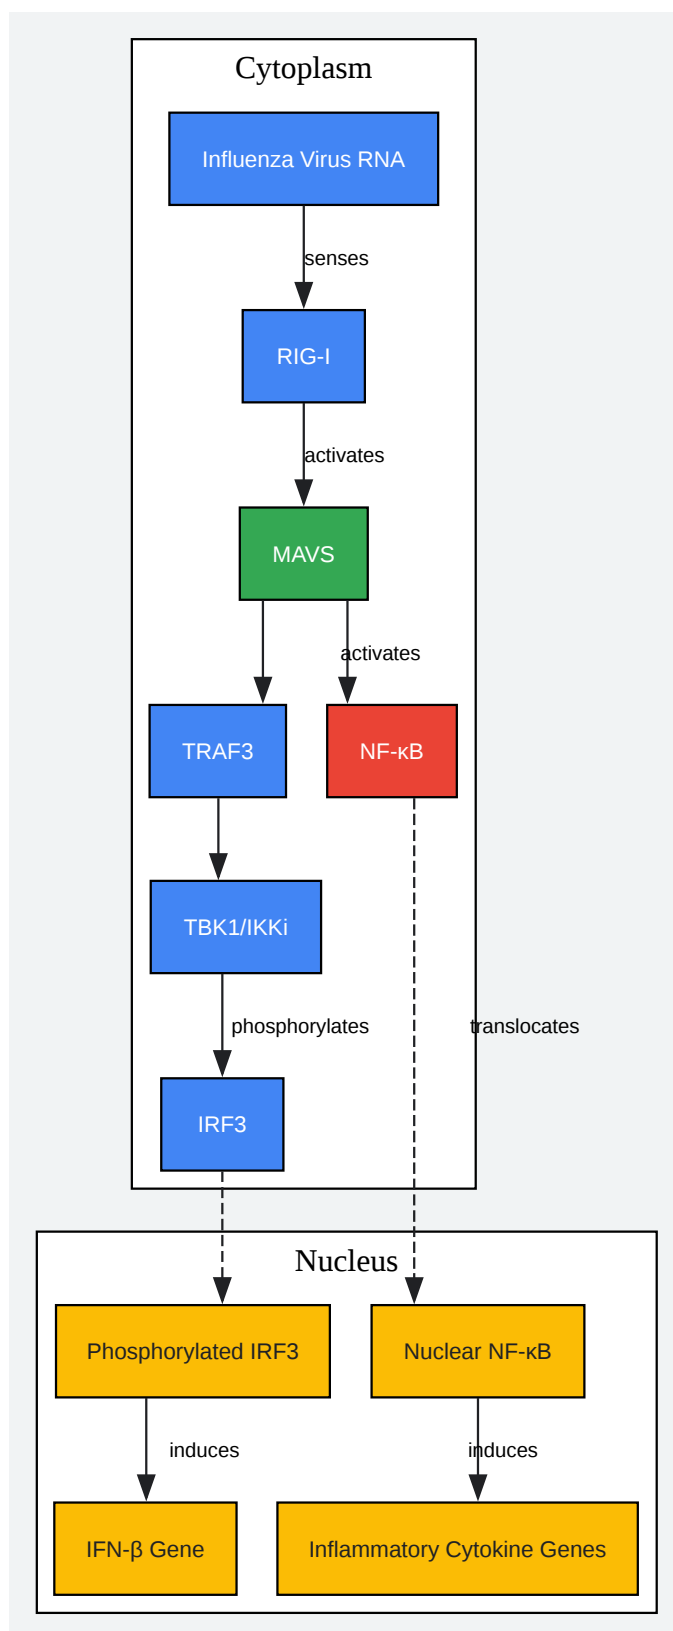 Cytoplasm
Influenza Virus RNA
senses
RIG-I
activates
MAVS
activates
TRAF3
NF-κB
TBK1/IKKi
phosphorylates
translocates
IRF3
Nucleus
Phosphorylated IRF3
Nuclear NF-κB
induces
induces
IFN-β Gene
Inflammatory Cytokine Genes